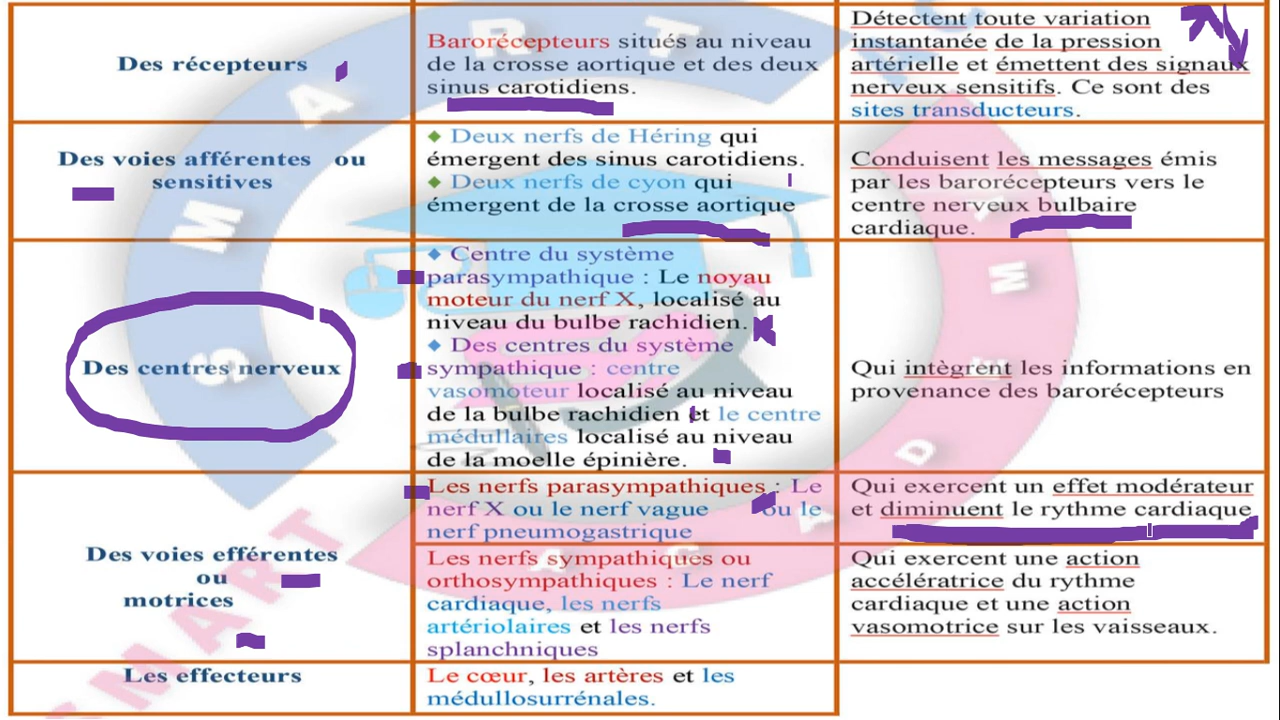 Des récepteurs
Barorécepteurs situés au niveau
de la crosse aortique et des deux
sinus carotidiens.
Détectent toute variation
instantanée de la pression
artérielle et émettent des signaux
nerveux sensitifs. Ce sont des
sites transducteurs.
Des voies afférentes ou
sensitives
◆ Deux nerfs de Héring qui
émergent des sinus carotidiens.
◆ Deux nerfs de cyon qui
émergent de la crosse aortique
Conduisent les messages émis
par les barorécepteurs vers le
centre nerveux bulbaire
cardiaque.
Des centres nerveux
◆ Centre du système
parasympathique : Le noyau
moteur du nerf X, localisé au
niveau du bulbe rachidien.
◆ Des centres du système
sympathique : centre
vasomoteur localisé au niveau
de la bulbe rachidien et le centre
médullaires localisé au niveau
de la moelle épinière.
Qui intègrent les informations en
provenance des barorécepteurs
Des voies efférentes
ou
motrices
Les nerfs parasympathiques : Le
nerf X ou le nerf vague ou le
nerf pneumogastrique
Qui exercent un effet modérateur
et diminuent le rythme cardiaque
Les nerfs sympathiques ou
orthosympathiques : Le nerf
cardiaque, les nerfs
artériolaires et les nerfs
splanchniques
Qui exercent une action
accélératrice du rythme
cardiaque et une action
vasomotrice sur les vaisseaux.
Les effecteurs
Le cœur, les artères et les
médullosurrénales.
SMART